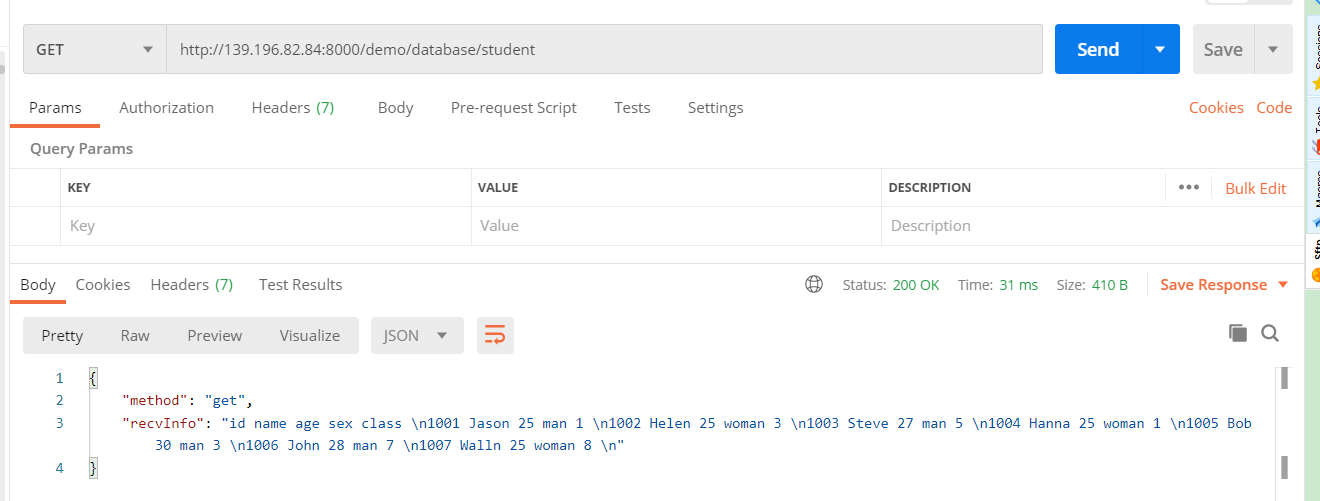 GET http://139.196.82.84:8000/demo/database/student Send Save
Params Authorization Headers (7) Body Pre-request Script Tests Settings Cookies Code
Query Params
KEY VALUE DESCRIPTION ••• Bulk Edit
Key Value Description
Body Cookies Headers (7) Test Results Status: 200 OK Time: 31 ms Size: 410 B Save Response
Pretty Raw Preview Visualize JSON
1 {
2 "method": "get",
3 "recvInfo": "id name age sex class \n1001 Jason 25 man 1 \n1002 Helen 25 woman 3 \n1003 Steve 27 man 5 \n1004 Hanna 25 woman 1 \n1005 Bob
30 man 3 \n1006 John 28 man 7 \n1007 Walln 25 woman 8 \n"
4 }
Sftp